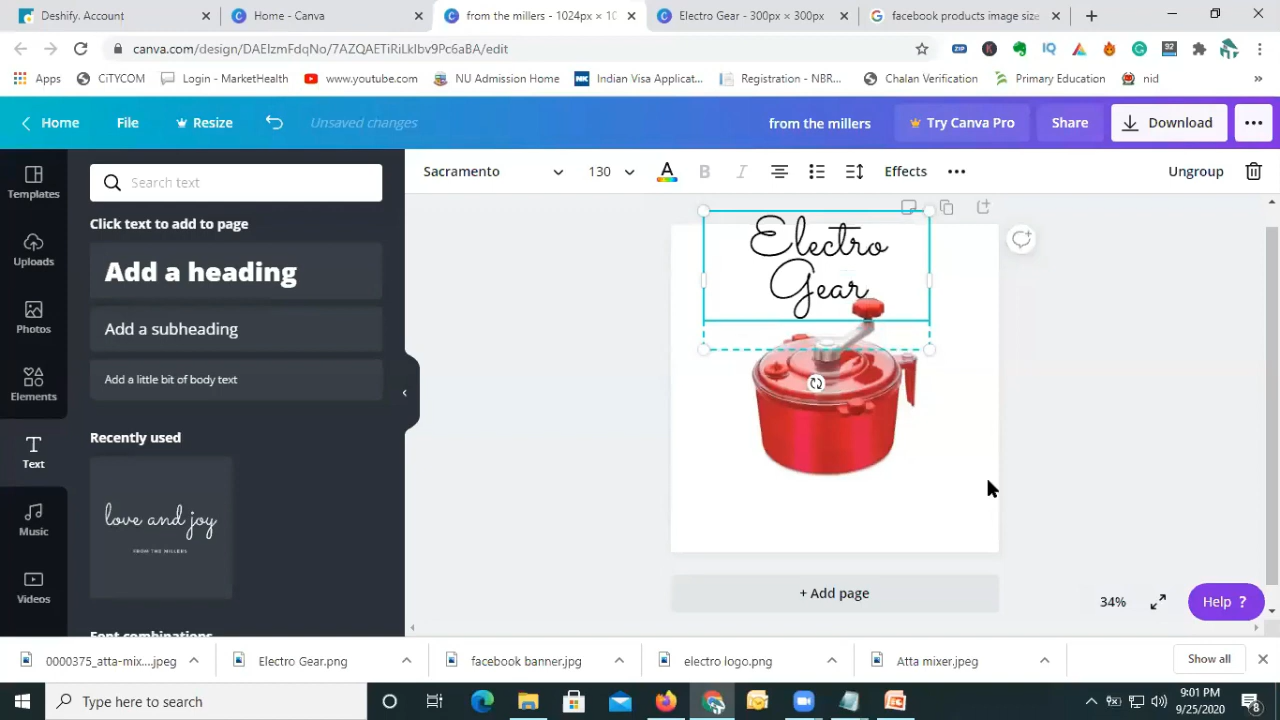 Deshify. Account
Home - Canva
from the millers - 1024px × 10
Electro Gear - 300px × 300px
facebook products image size
canva.com/design/DAEIzmFdqNo/7AZQAETiRiLkIbv9Pc6aBA/edit
92
Apps
CiTYCOM
Login - MarketHealth
www.youtube.com
NU Admission Home
Indian Visa Applicat...
Registration - NBR...
Chalan Verification
Primary Education
nid
Home
File
Resize
Unsaved changes
from the millers
Try Canva Pro
Share
Download
Templates
Uploads
Photos
Elements
Text
Music
Videos
Search text
Click text to add to page
Add a heading
Add a subheading
Add a little bit of body text
Recently used
love and joy
FROM THE MILLERS
Font combinations
Sacramento
130
A
B
I
Effects
Ungroup
Electro
Gear
+ Add page
34%
Help ?
0000375_atta-mix....jpeg
Electro Gear.png
facebook banner.jpg
electro logo.png
Atta mixer.jpeg
Show all
Type here to search
9:01 PM
9/25/2020
8